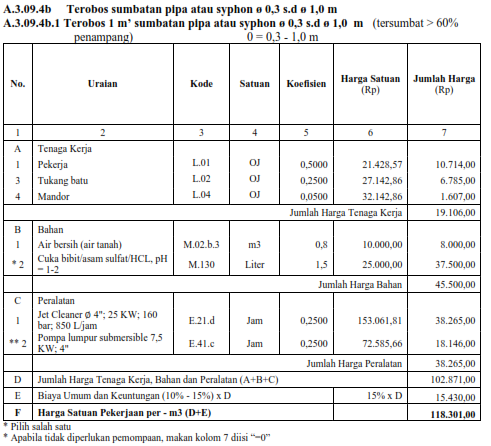 A.3.09.4b Terobos sumbatan pipa atau syphon ø 0,3 s.d ø 1,0 m
A.3.09.4b.1 Terobos 1 m’ sumbatan pipa atau syphon ø 0,3 s.d ø 1,0 m (tersumbat > 60%
penampang) 0 = 0,3 - 1,0 m
No. Uraian Kode Satuan Koefisien Harga Satuan (Rp) Jumlah Harga (Rp)
1 2 3 4 5 6 7
A Tenaga Kerja
1 Pekerja L.01 OJ 0,5000 21.428,57 10.714,00
3 Tukang batu L.02 OJ 0,2500 27.142,86 6.785,00
4 Mandor L.04 OJ 0,0500 32.142,86 1.607,00
Jumlah Harga Tenaga Kerja 19.106,00
B Bahan
1 Air bersih (air tanah) M.02.b.3 m3 0,8 10.000,00 8.000,00
* 2 Cuka bibit/asam sulfat/HCL, pH = 1-2 M.130 Liter 1,5 25.000,00 37.500,00
Jumlah Harga Bahan 45.500,00
C Peralatan
1 Jet Cleaner Ø 4"; 25 KW; 160 bar; 850 L/jam E.21.d Jam 0,2500 153.061,81 38.265,00
** 2 Pompa lumpur submersible 7,5 KW; 4" E.41.c Jam 0,2500 72.585,66 18.146,00
Jumlah Harga Peralatan 38.265,00
D Jumlah Harga Tenaga Kerja, Bahan dan Peralatan (A+B+C) 102.871,00
E Biaya Umum dan Keuntungan (10% - 15%) x D 15% x D 15.430,00
F Harga Satuan Pekerjaan per - m3 (D+E) 118.301,00
* Pilih salah satu
* Apabila tidak diperlukan pemompaan, makan kolom 7 diisi “=0”